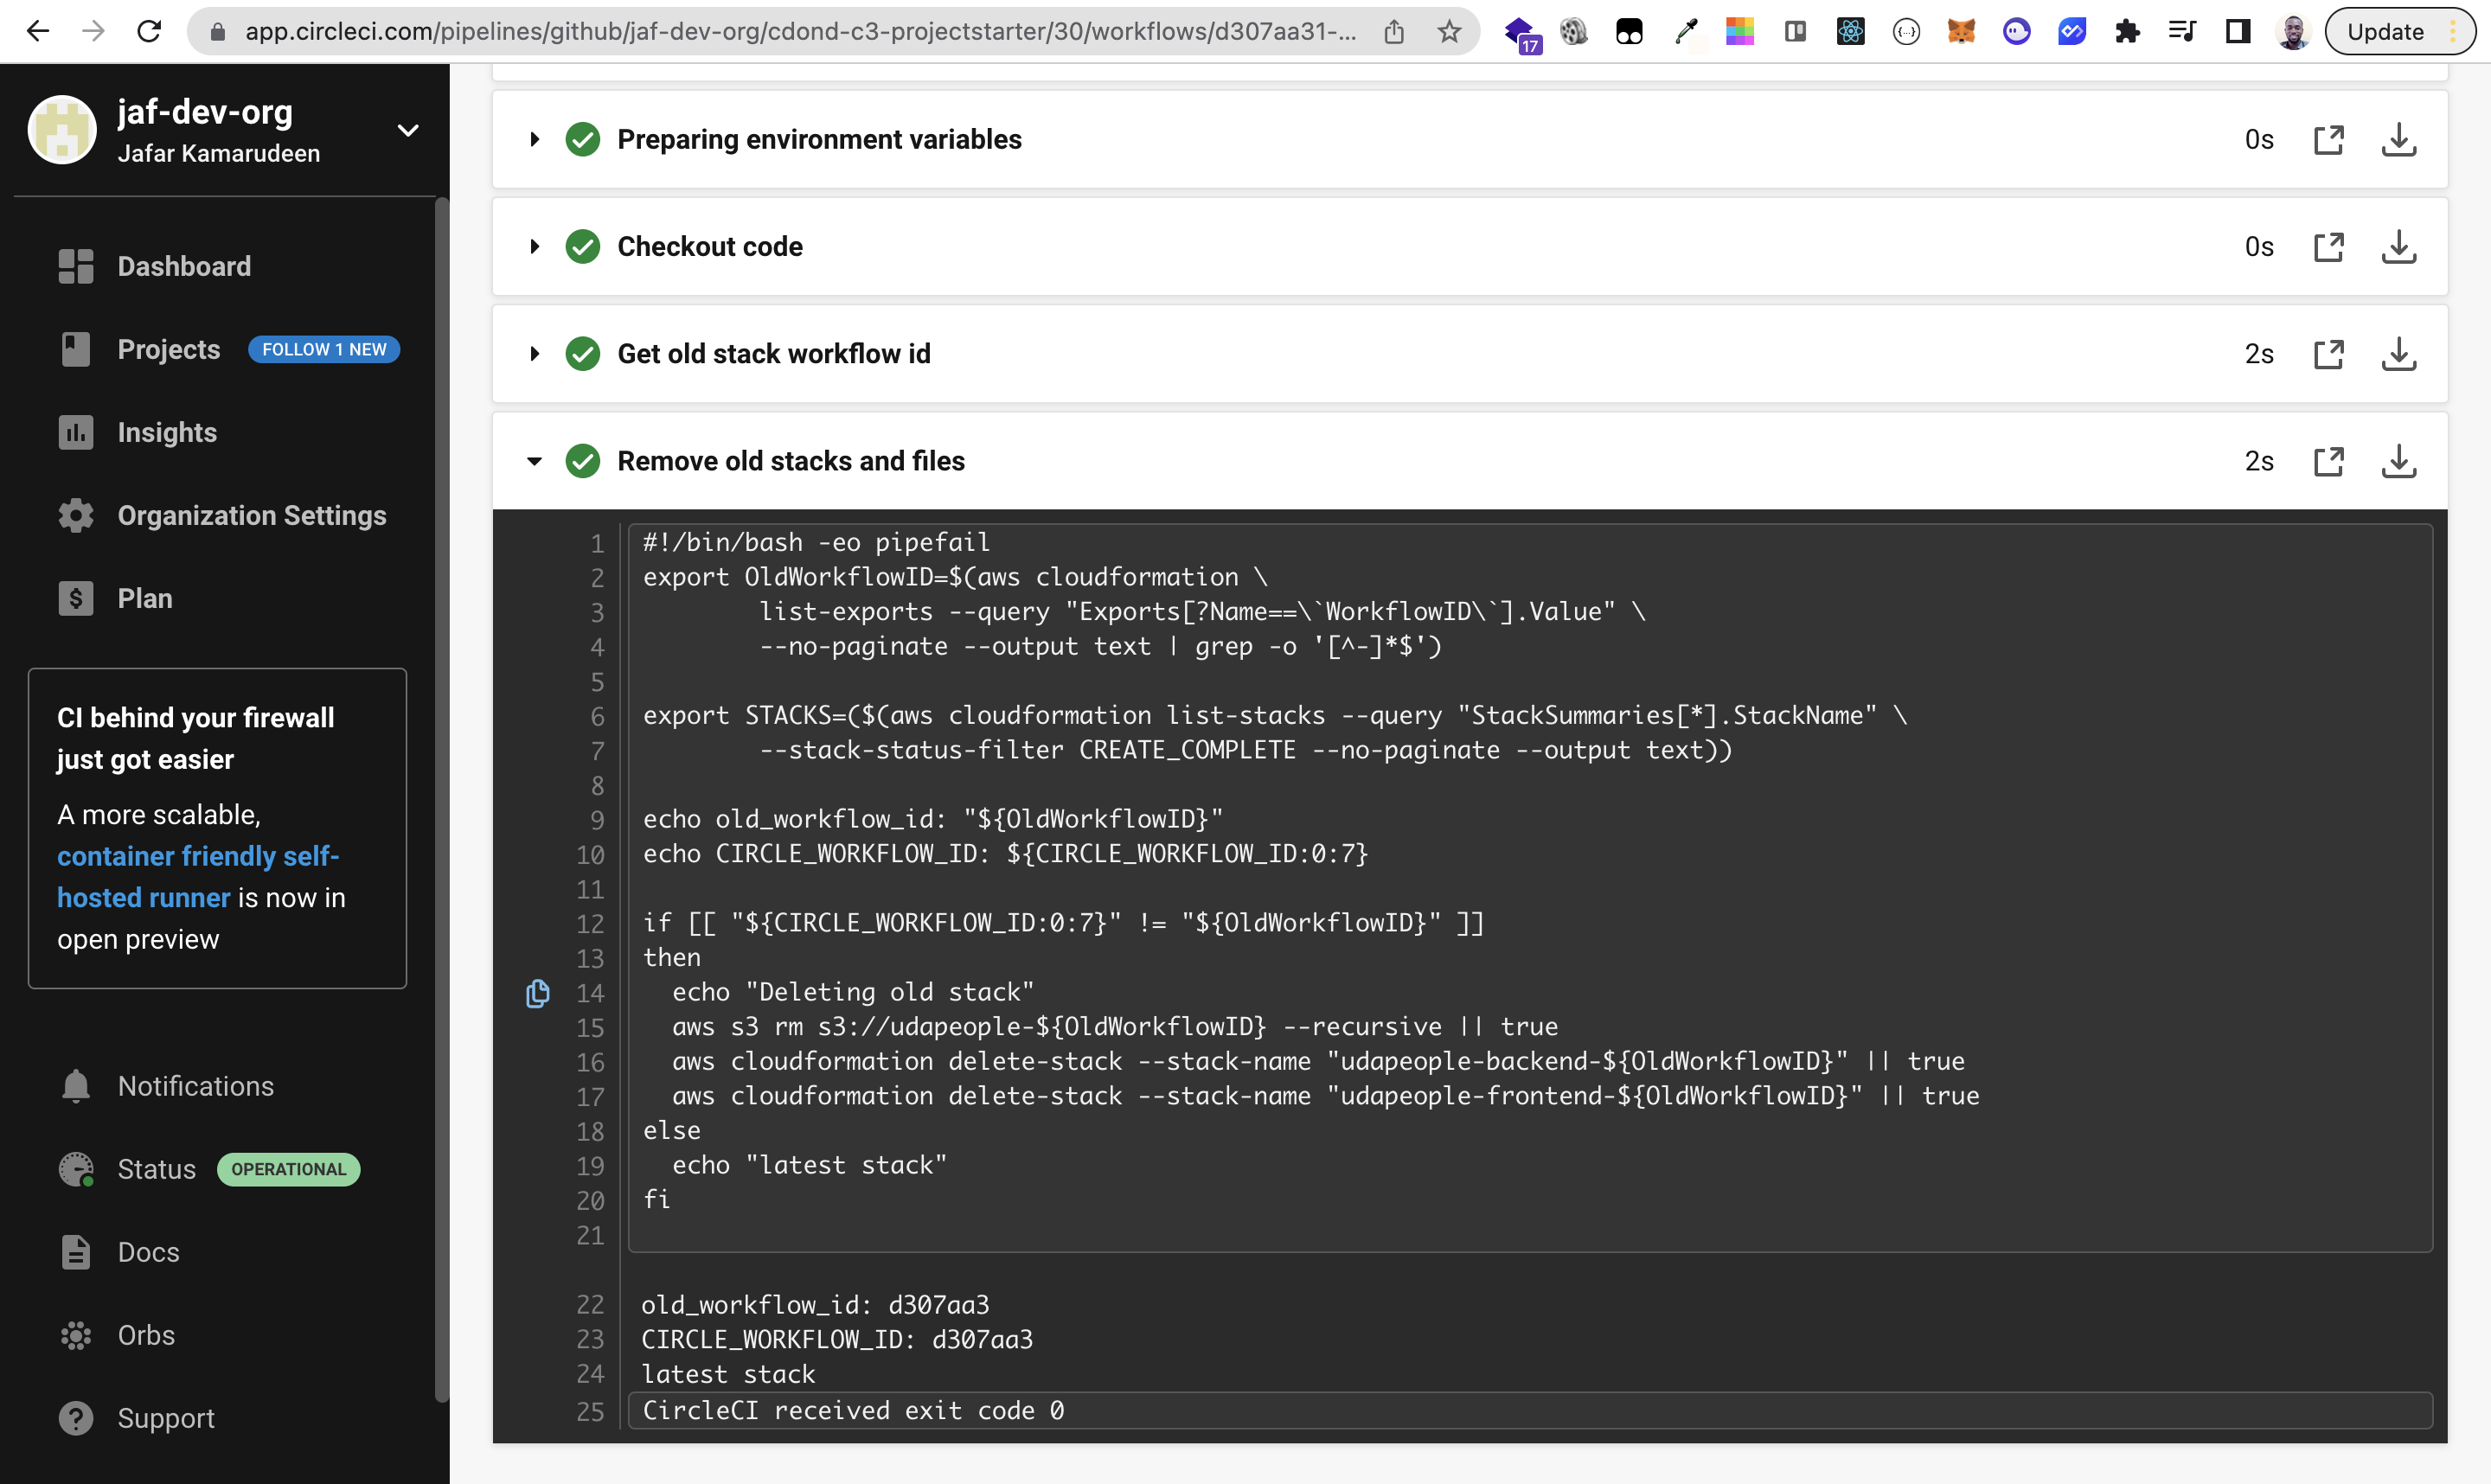 app.circleci.com/pipelines/github/jaf-dev-org/cdond-c3-projectstarter/30/workflows/d307aa31-...
17
Update
jaf-dev-org
Jafar Kamarudeen
Dashboard
Projects FOLLOW 1 NEW
Insights
Organization Settings
$ Plan
CI behind your firewall
just got easier
A more scalable,
container friendly self-
hosted runner is now in
open preview
Notifications
Status OPERATIONAL
Docs
Orbs
? Support
Preparing environment variables 0s
Checkout code 0s
Get old stack workflow id 2s
Remove old stacks and files 2s
1 #!/bin/bash -eo pipefail
2 export OldWorkflowID=$(aws cloudformation \
3         list-exports --query "Exports[?Name==\`WorkflowID\`].Value" \
4         --no-paginate --output text | grep -o '[^-]*$')
5
6 export STACKS=($(aws cloudformation list-stacks --query "StackSummaries[*].StackName" \
7         --stack-status-filter CREATE_COMPLETE --no-paginate --output text))
8
9 echo old_workflow_id: "${OldWorkflowID}"
10 echo CIRCLE_WORKFLOW_ID: ${CIRCLE_WORKFLOW_ID:0:7}
11
12 if [[ "${CIRCLE_WORKFLOW_ID:0:7}" != "${OldWorkflowID}" ]]
13 then
14   echo "Deleting old stack"
15   aws s3 rm s3://udapeople-${OldWorkflowID} --recursive || true
16   aws cloudformation delete-stack --stack-name "udapeople-backend-${OldWorkflowID}" || true
17   aws cloudformation delete-stack --stack-name "udapeople-frontend-${OldWorkflowID}" || true
18 else
19   echo "latest stack"
20 fi
21
22 old_workflow_id: d307aa3
23 CIRCLE_WORKFLOW_ID: d307aa3
24 latest stack
25 CircleCI received exit code 0